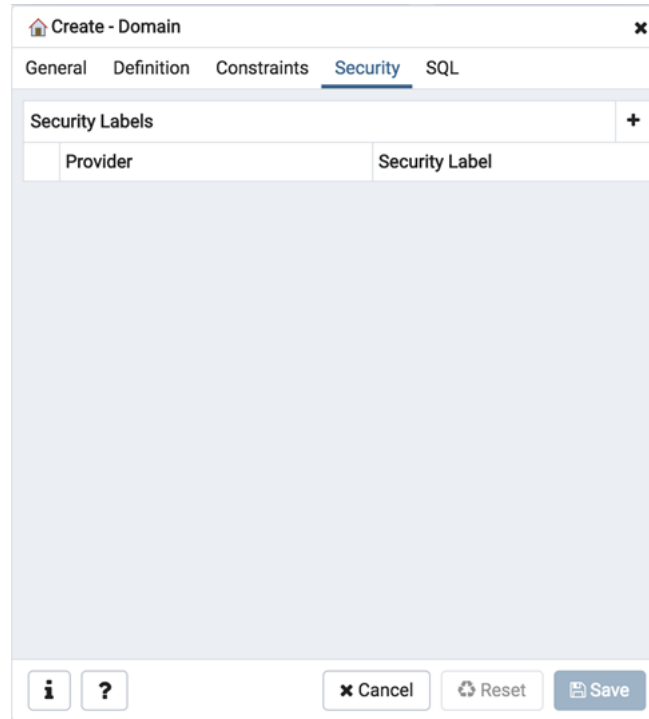 Create - Domain
General Definition Constraints Security SQL
Security Labels
Provider Security Label
i ? Cancel Reset Save